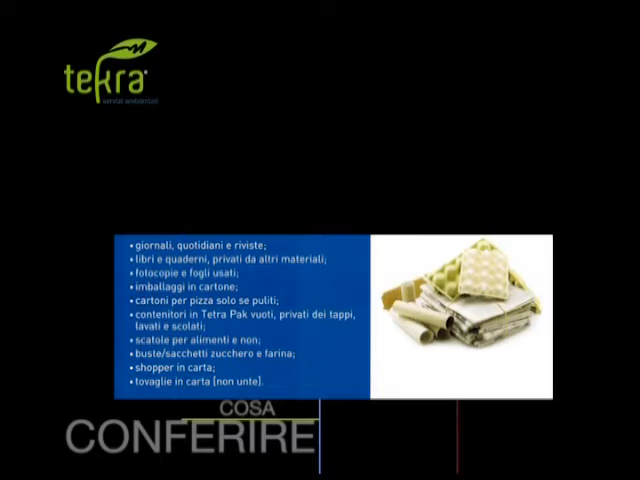 tekra
servizi ambientali
• giornali, quotidiani e riviste;
• libri e quaderni, privati da altri materiali;
• fotocopie e fogli usati;
• imballaggi in cartone;
• cartoni per pizza solo se puliti;
• contenitori in Tetra Pak vuoti, privati dei tappi,
lavati e scolati;
• scatole per alimenti e non;
• buste/sacchetti zucchero e farina;
• shopper in carta;
• tovaglie in carta [non unte].
COSA
CONFERIRE